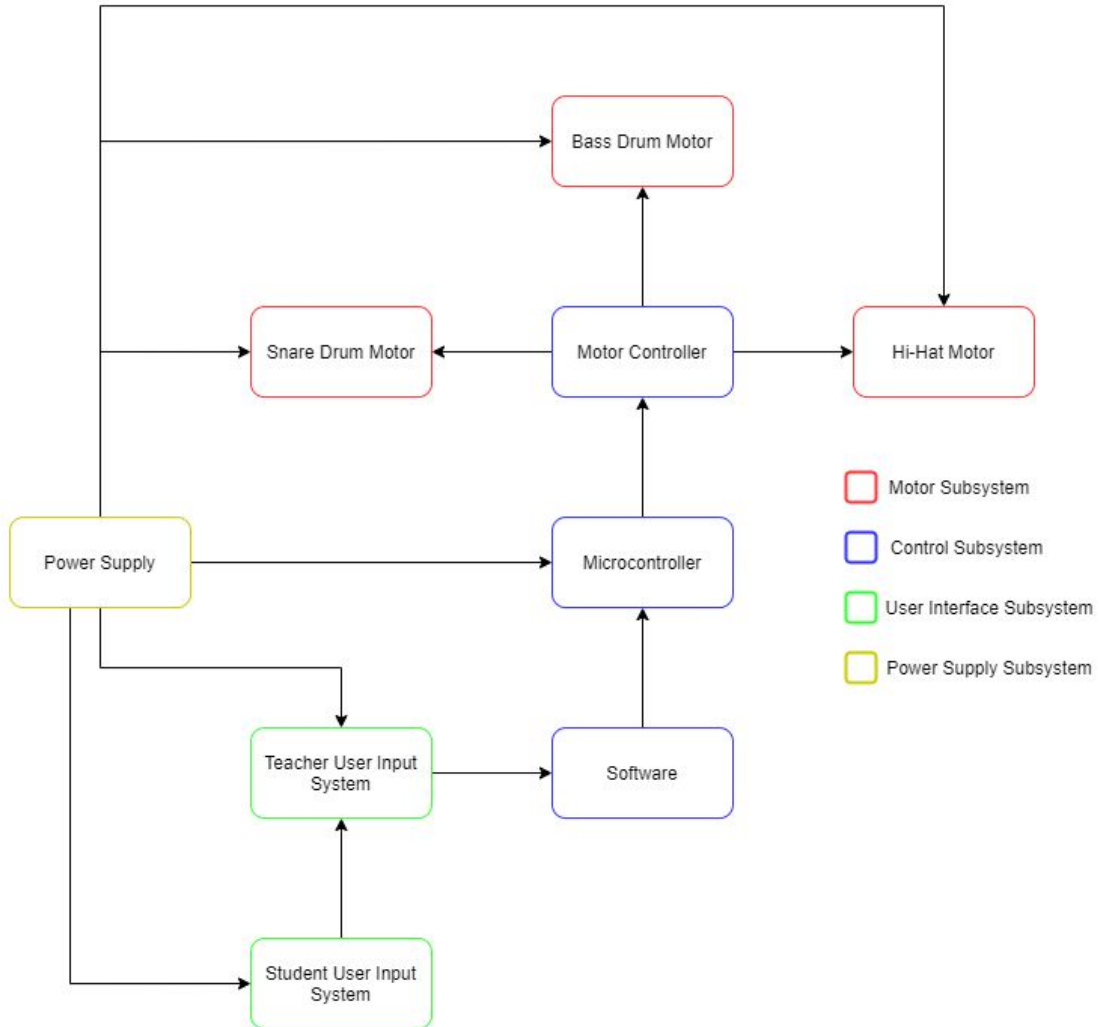 Bass Drum Motor
Snare Drum Motor
Motor Controller
Hi-Hat Motor
Motor Subsystem
Control Subsystem
User Interface Subsystem
Power Supply Subsystem
Power Supply
Microcontroller
Teacher User Input
System
Software
Student User Input
System